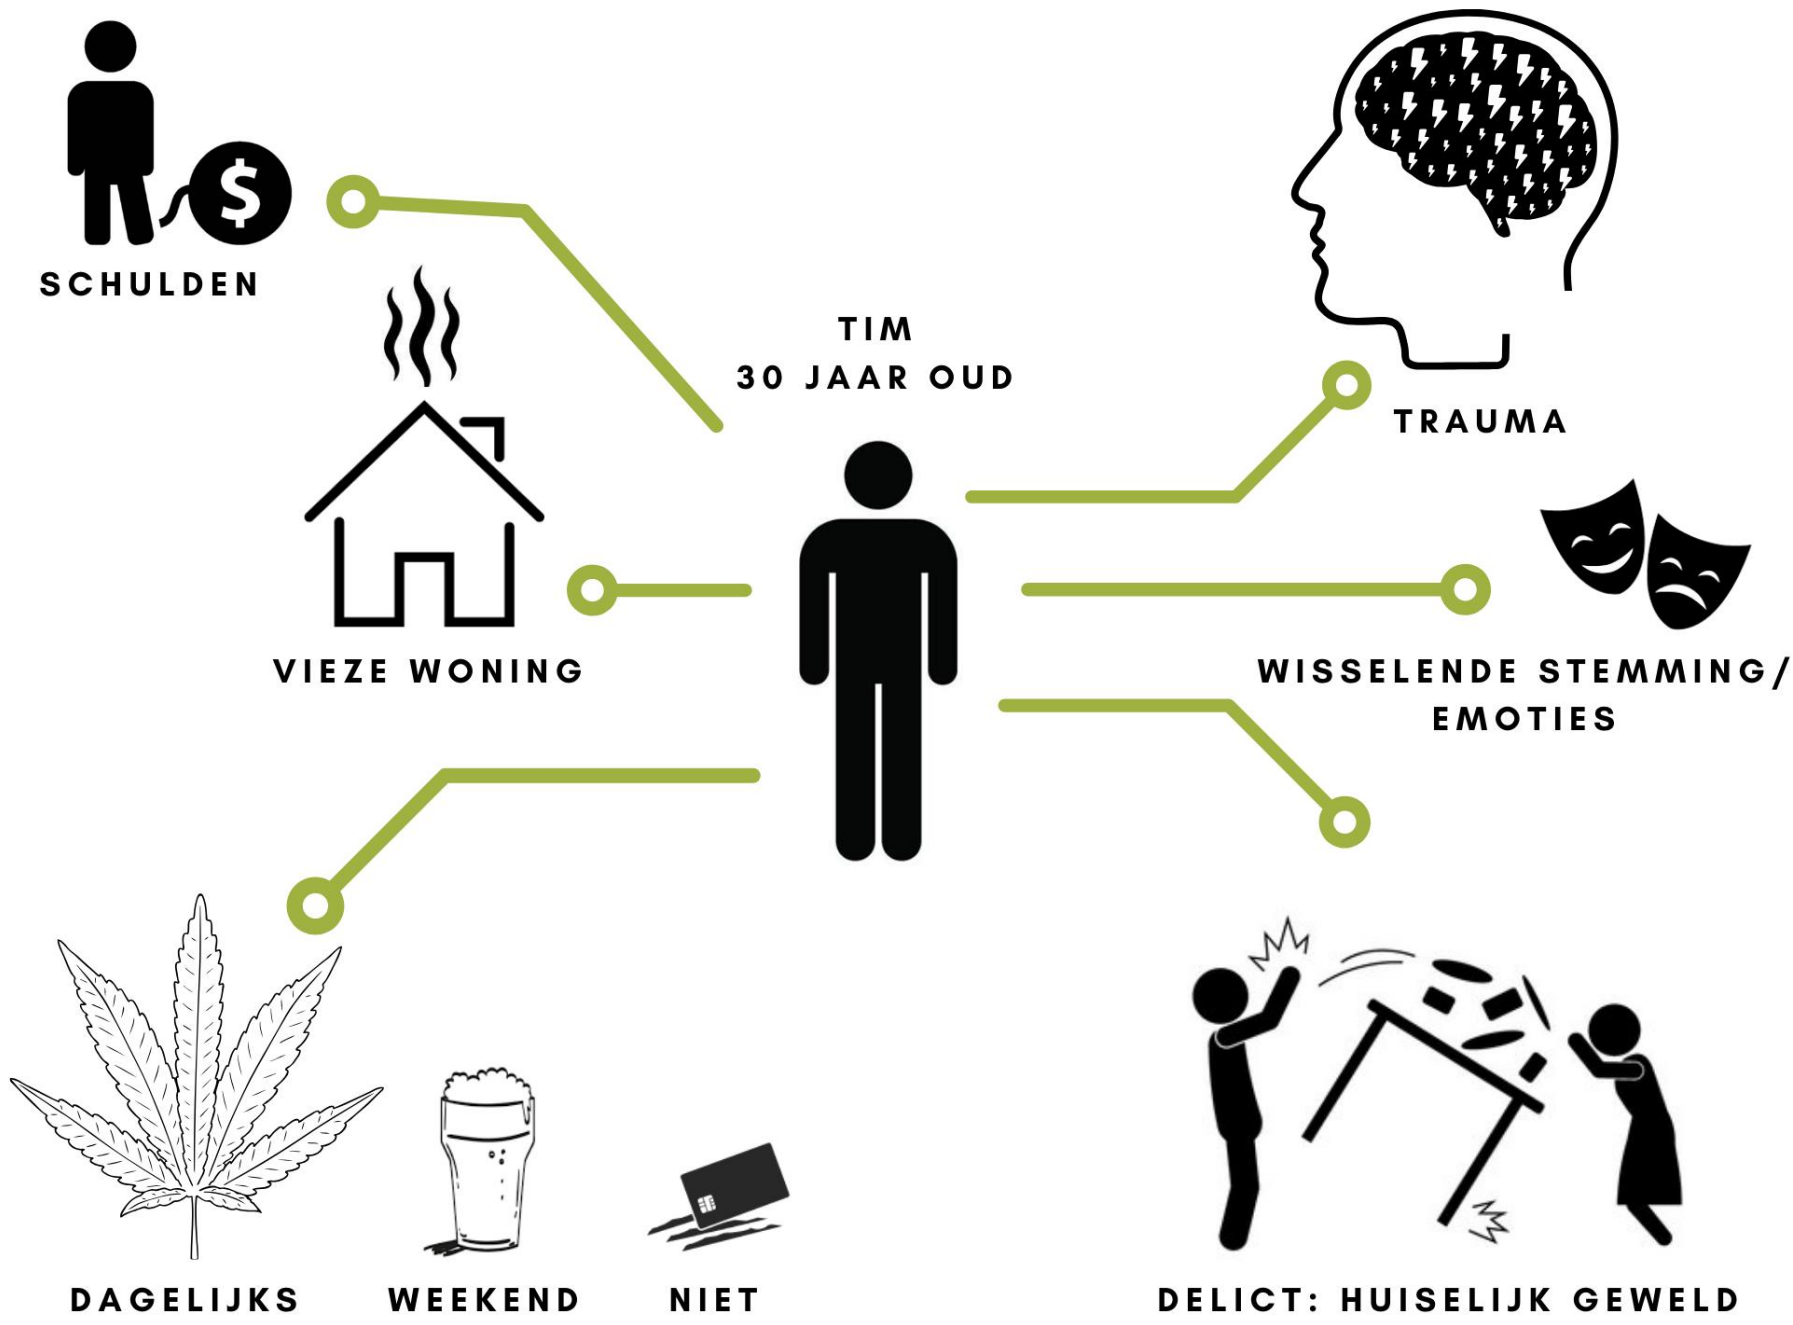 $
SCHULDEN
TIM
30 JAAR OUD
TRAUMA
VIEZE WONING
WISSELENDE STEMMING/
EMOTIES
DAGELIJKS
WEEKEND
NIET
DELICT: HUISELIJK GEWELD